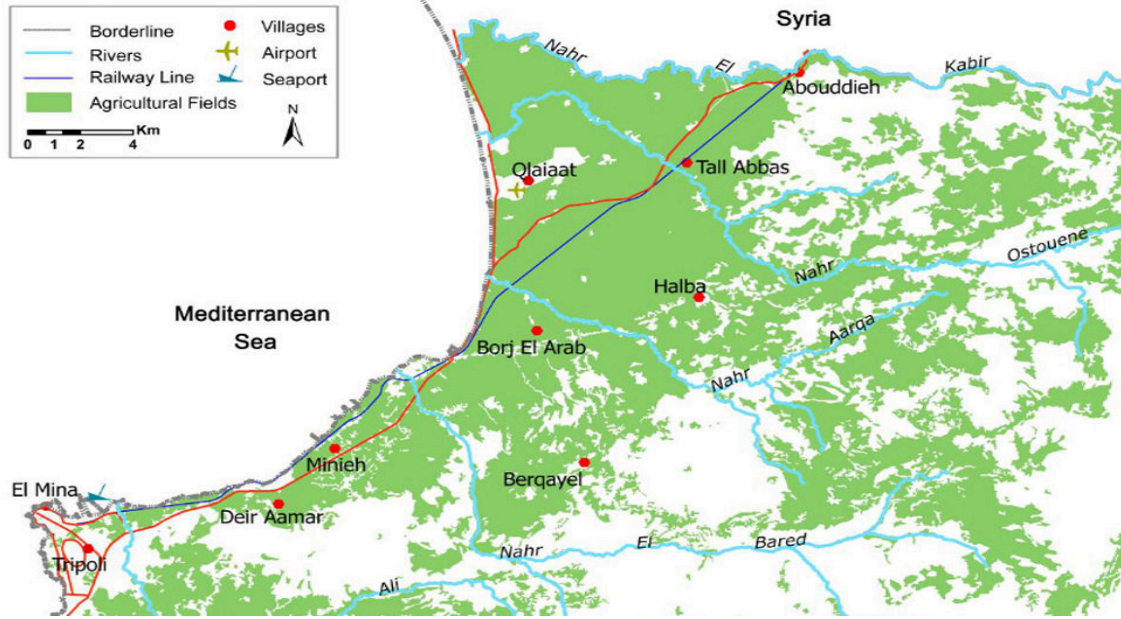 Borderline
Rivers
Railway Line
Agricultural Fields
Villages
Airport
Seaport
N
Km
0 1 2 4
Syria
Nahr El Kabir
Abouddieh
Qlaiaat
Tall Abbas
Ostouene
Nahr
Halba
Mediterranean
Sea
Borj El Arab
Aarqa
Nahr
Minieh
Berqayel
El Mina
Deir Aamar
Tripoli
Nahr El Bared
Ali